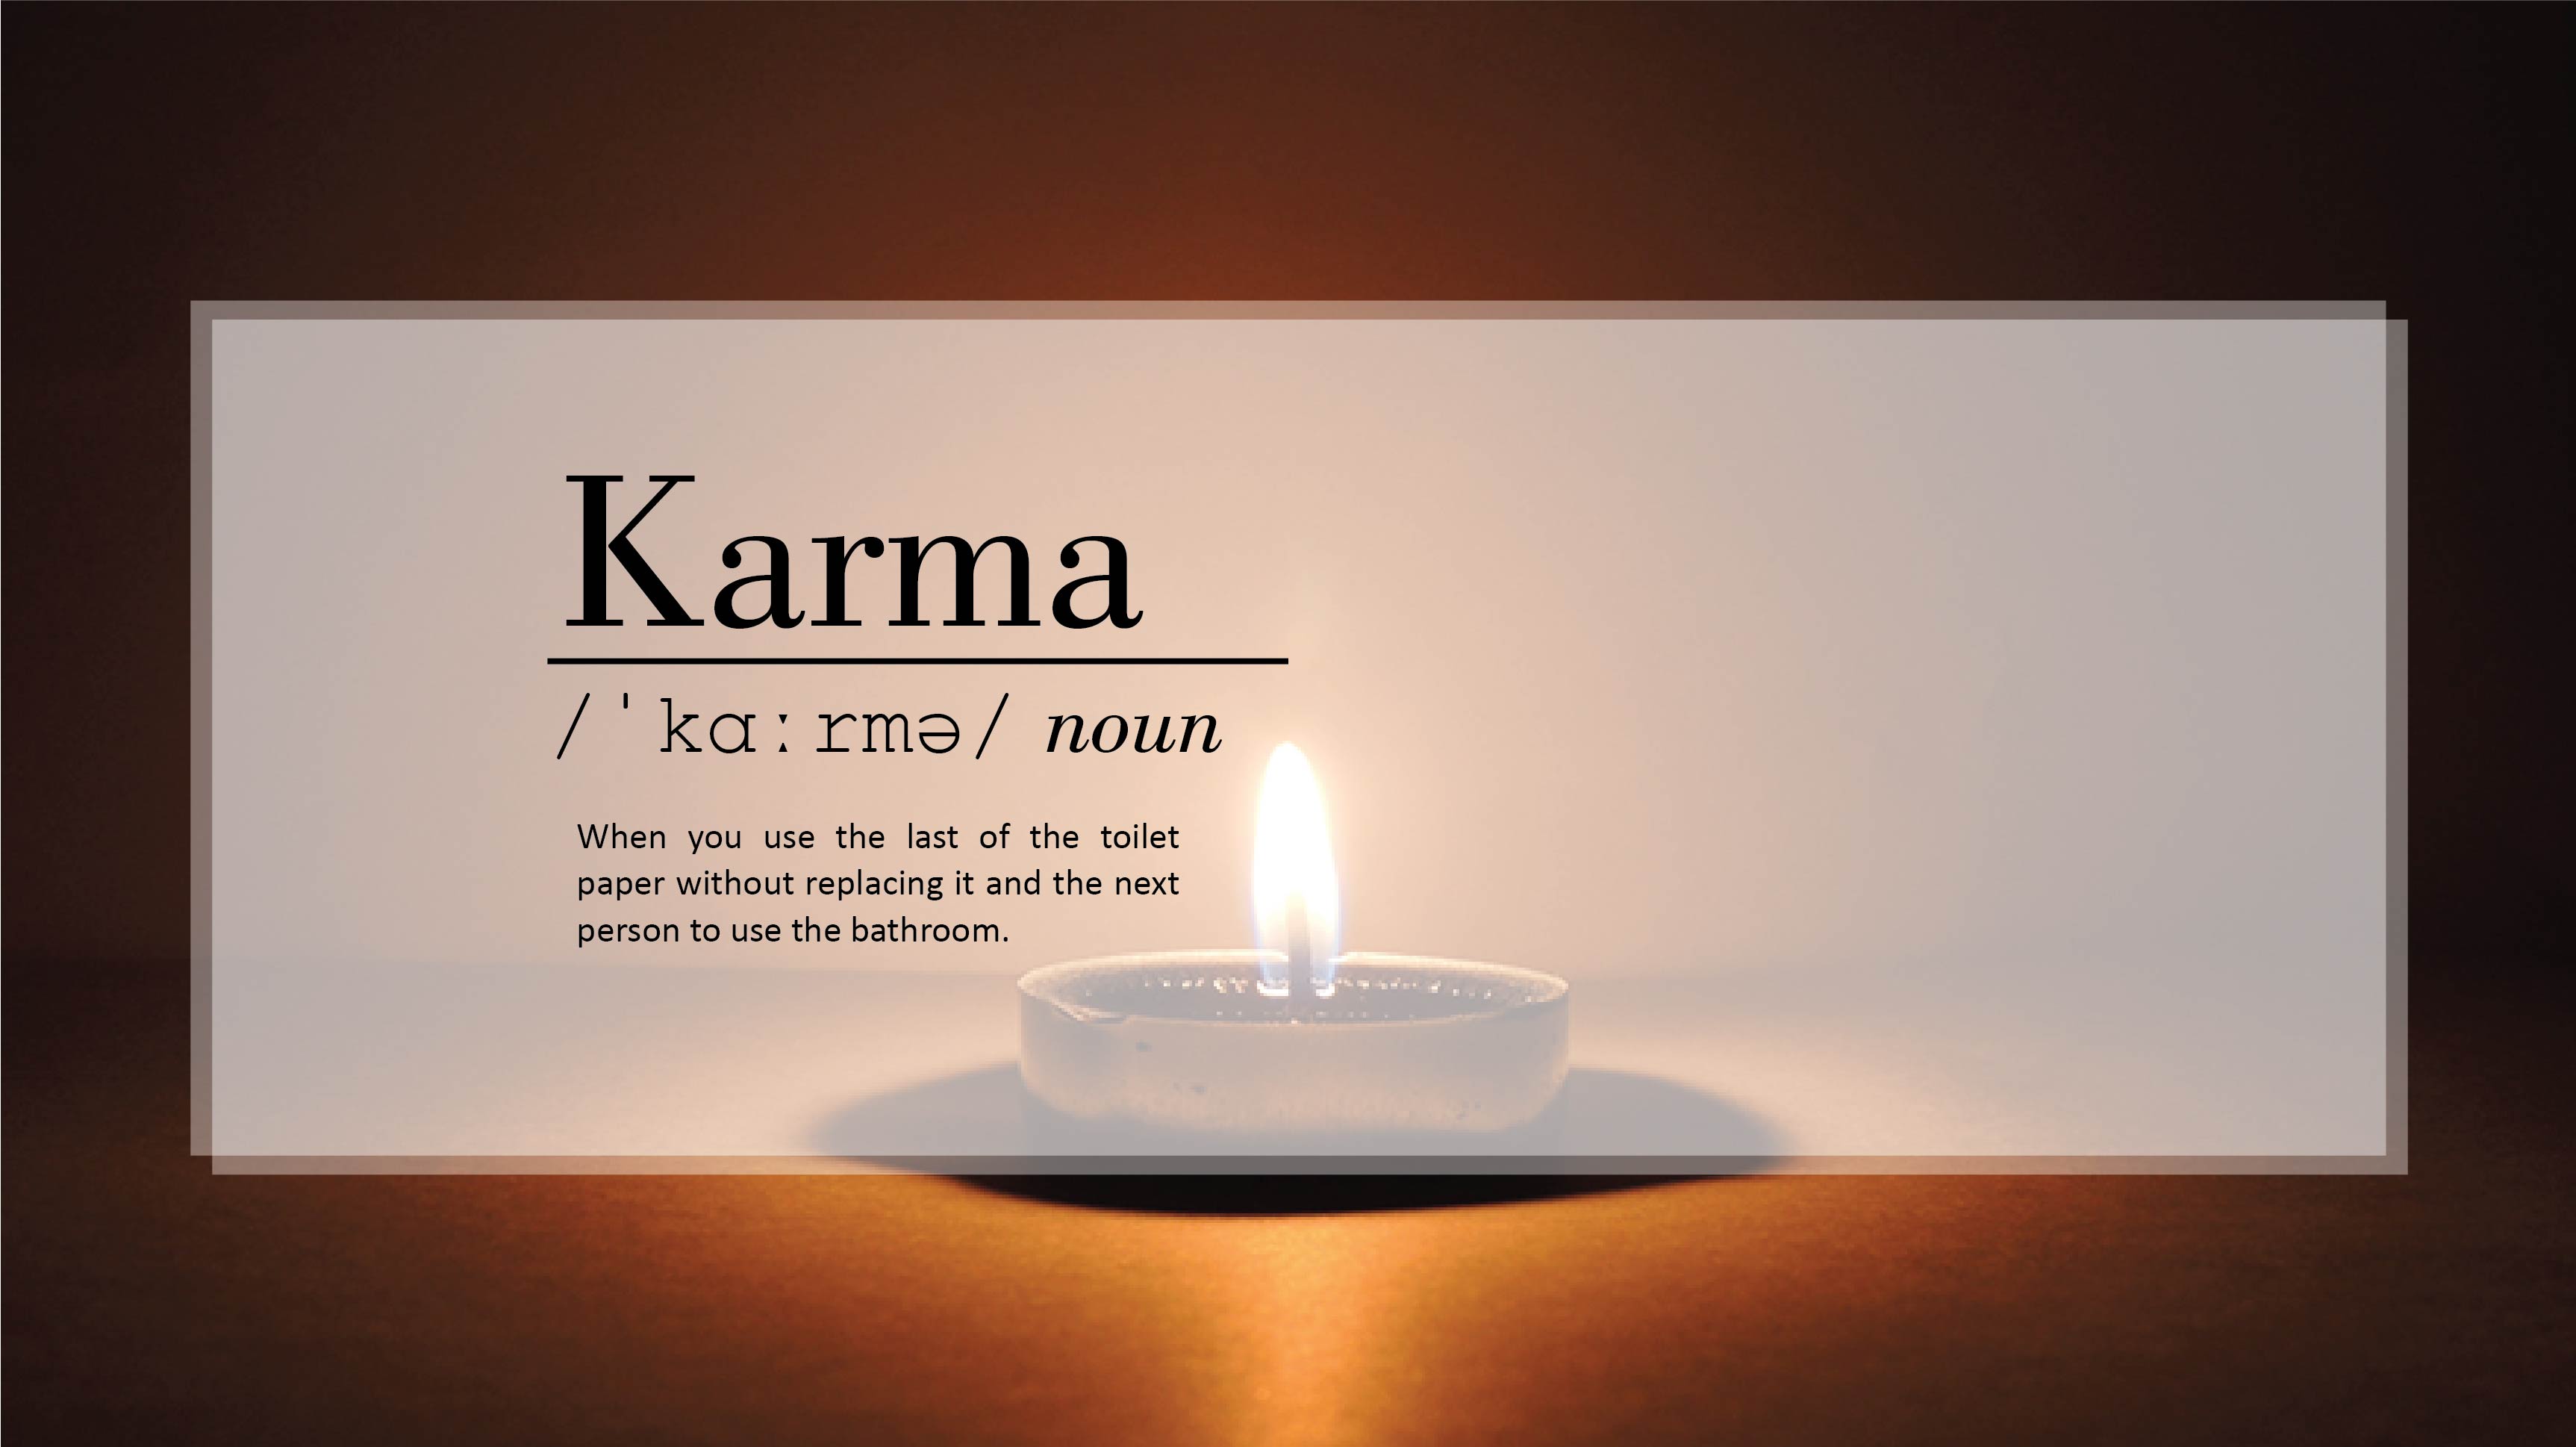 Karma
/ˈkɑːrmə/ noun
When you use the last of the toilet
paper without replacing it and the next
person to use the bathroom.